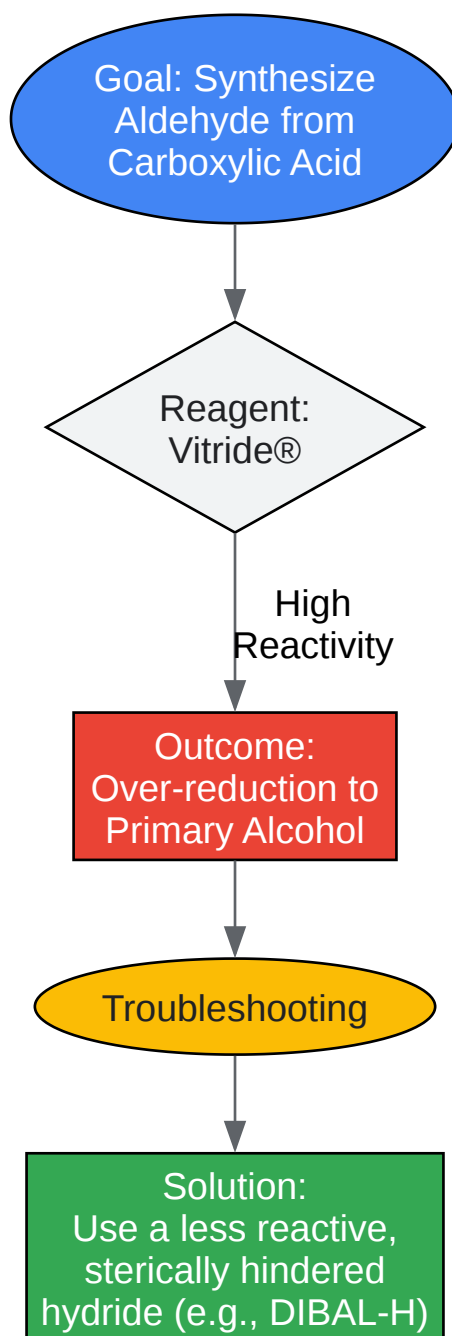 Goal: Synthesize
Aldehyde from
Carboxylic Acid
Reagent:
Vitride®
High
Reactivity
Outcome:
Over-reduction to
Primary Alcohol
Troubleshooting
Solution:
Use a less reactive,
sterically hindered
hydride (e.g., DIBAL-H)